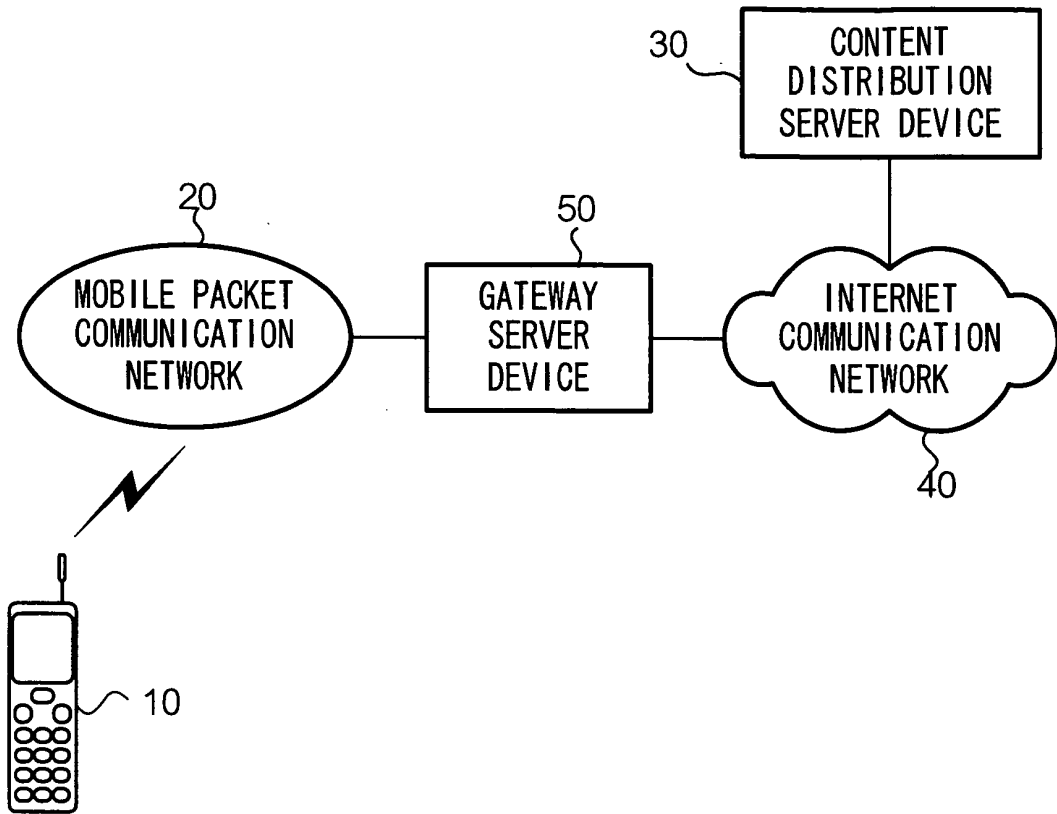 30
CONTENT
DISTRIBUTION
SERVER DEVICE
20
MOBILE PACKET
COMMUNICATION
NETWORK
50
GATEWAY
SERVER
DEVICE
INTERNET
COMMUNICATION
NETWORK
40
10